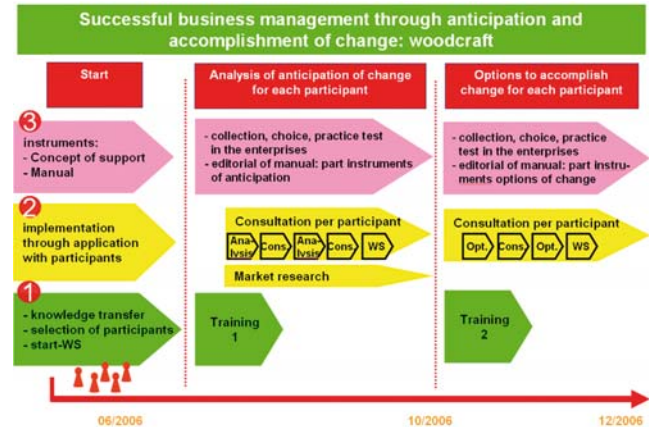 Successful business management through anticipation and
accomplishment of change: woodcraft
Start
Analysis of anticipation of change
for each participant
Options to accomplish
change for each participant
3
instruments:
- Concept of support
- Manual
- collection, choice, practice test
in the enterprises
- editorial of manual: part instruments
of anticipation
- collection, choice, practice
test in the enterprises
- editorial of manual: part instru-
ments options of change
2
implementation
through application
with participants
Consultation per participant
Ana-
lysis
Cons.
Ana-
lysis
Cons.
WS
Market research
Consultation per participant
Opt.
Cons.
Opt.
WS
1
- knowledge transfer
- selection of participants
- start-WS
Training
1
Training
2
06/2006
10/2006
12/2006